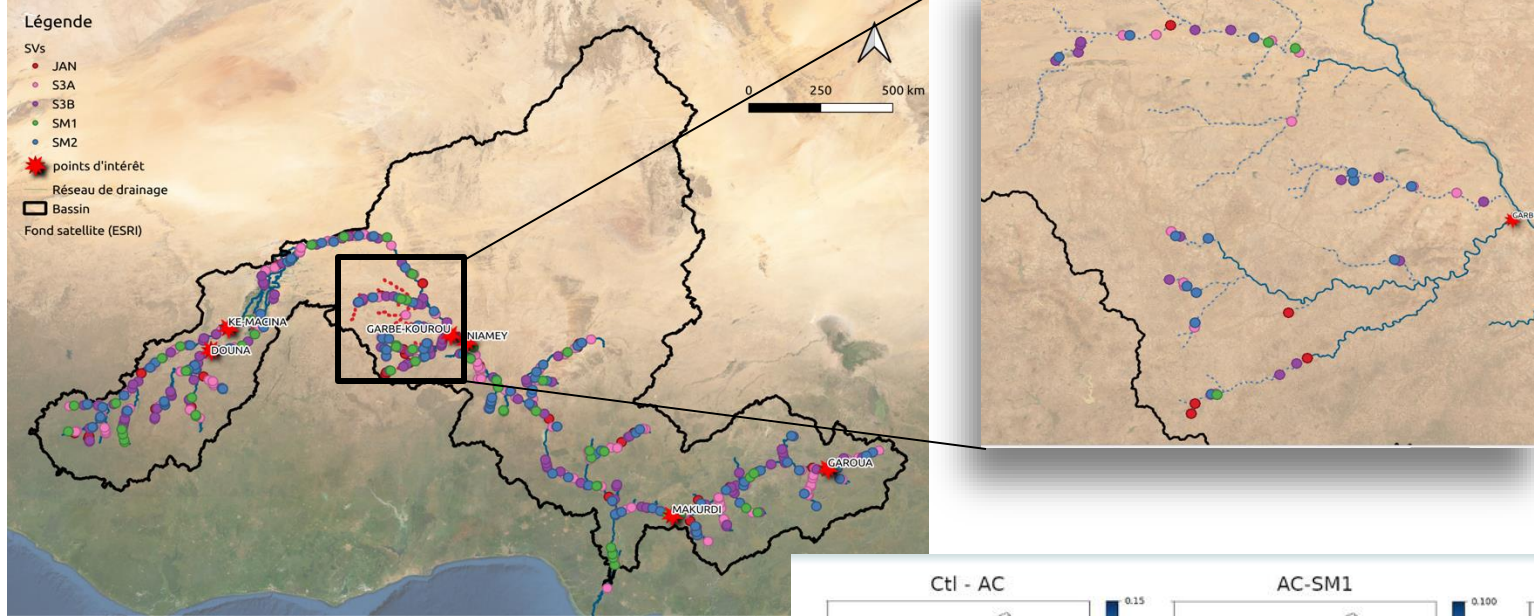 Légende
SVs
JAN
S3A
S3B
SM1
SM2
points d'intérêt
Réseau de drainage
Bassin
Fond satellite (ESRI)
0 250 500 km
KE-MACINA
DOUNA
GARBE-KOUROU
NIAMEY
GAROUA
MAKURDI
GARB
Ctl - AC
AC-SM1
0.15
0.100